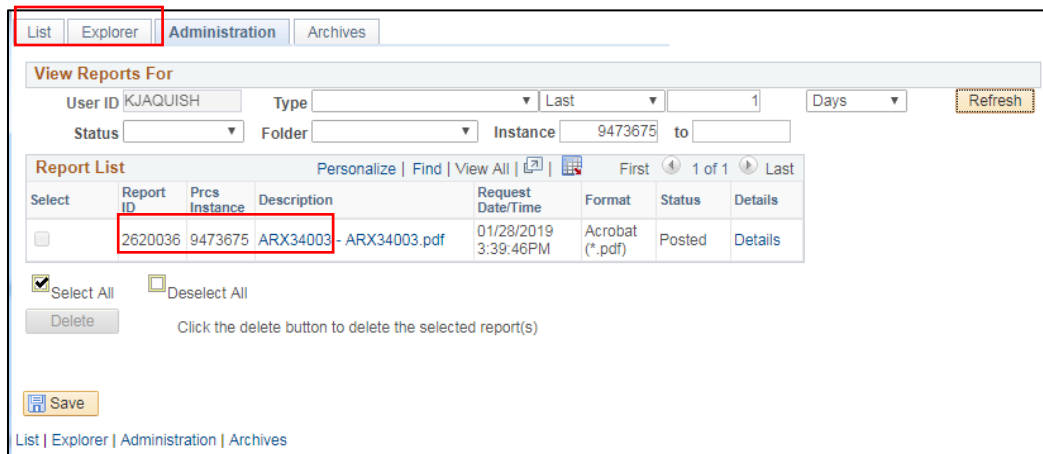 List Explorer Administration Archives
View Reports For
User ID KJAQUISH Type Last 1 Days Refresh
Status Folder Instance 9473675 to
Report List Personalize | Find | View All | | First 1 of 1 Last
Select Report ID Prcs Instance Description Request Date/Time Format Status Details
2620036 9473675 ARX34003 - ARX34003.pdf 01/28/2019 3:39:46PM Acrobat (*.pdf) Posted Details
Select All Deselect All
Delete Click the delete button to delete the selected report(s)
Save
List | Explorer | Administration | Archives